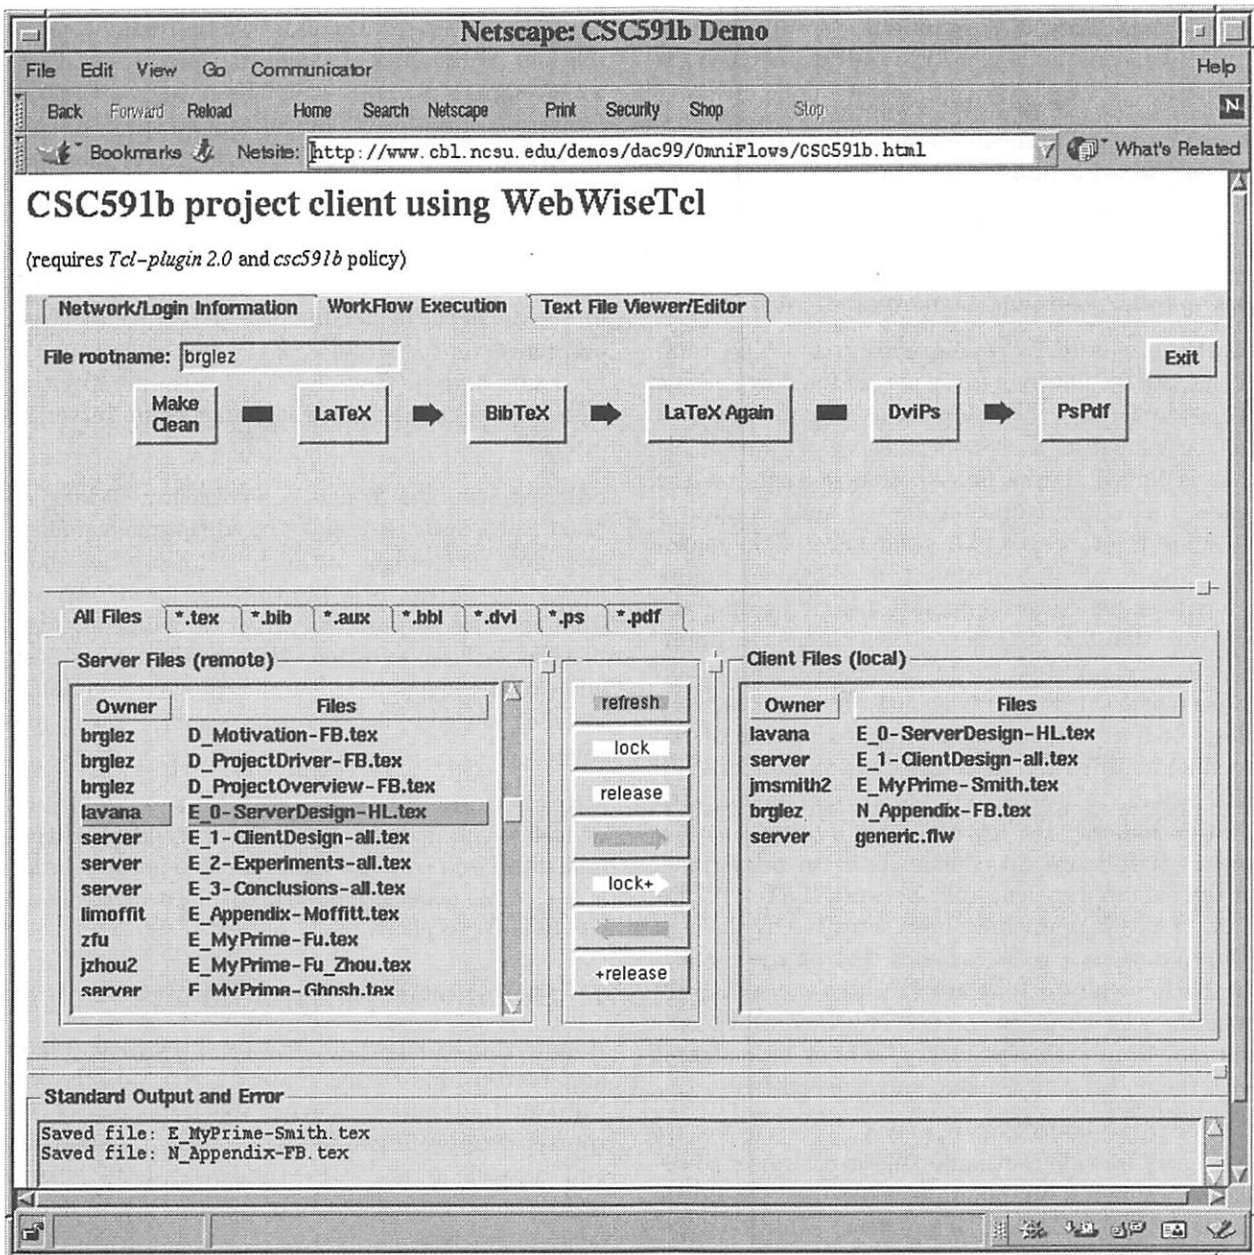 Netscape: CSC591b Demo
File Edit View Go Communicator Help
Back Forward Reload Home Search Netscape Print Security Shop Stop N
Bookmarks Netsite: http://www.cbl.ncsu.edu/demos/dac99/OmniFlows/CSC591b.html What's Related
CSC591b project client using WebWiseTcl
(requires Tcl-plugin 2.0 and csc591b policy)
Network/Login Information WorkFlow Execution Text File Viewer/Editor
File rootname: brglez Exit
Make Clean LaTeX BibTeX LaTeX Again DviPs PsPdf
All Files *.tex *.bib *.aux *.bbl *.dvi *.ps *.pdf
Server Files (remote)
Owner Files
brglez D_Motivation-FB.tex
brglez D_ProjectDriver-FB.tex
brglez D_ProjectOverview-FB.tex
lavana E_0-ServerDesign-HL.tex
server E_1-ClientDesign-all.tex
server E_2-Experiments-all.tex
server E_3-Conclusions-all.tex
limoffit E_Appendix-Moffitt.tex
zfu E_MyPrime-Fu.tex
jzhou2 E_MyPrime-Fu_Zhou.tex
server E_MyPrime-Ghosh.tex
refresh
lock
release
lock+
+release
Client Files (local)
Owner Files
lavana E_0-ServerDesign-HL.tex
server E_1-ClientDesign-all.tex
jmsmith2 E_MyPrime-Smith.tex
brglez N_Appendix-FB.tex
server generic.flw
Standard Output and Error
Saved file: E_MyPrime-Smith.tex
Saved file: N_Appendix-FB.tex